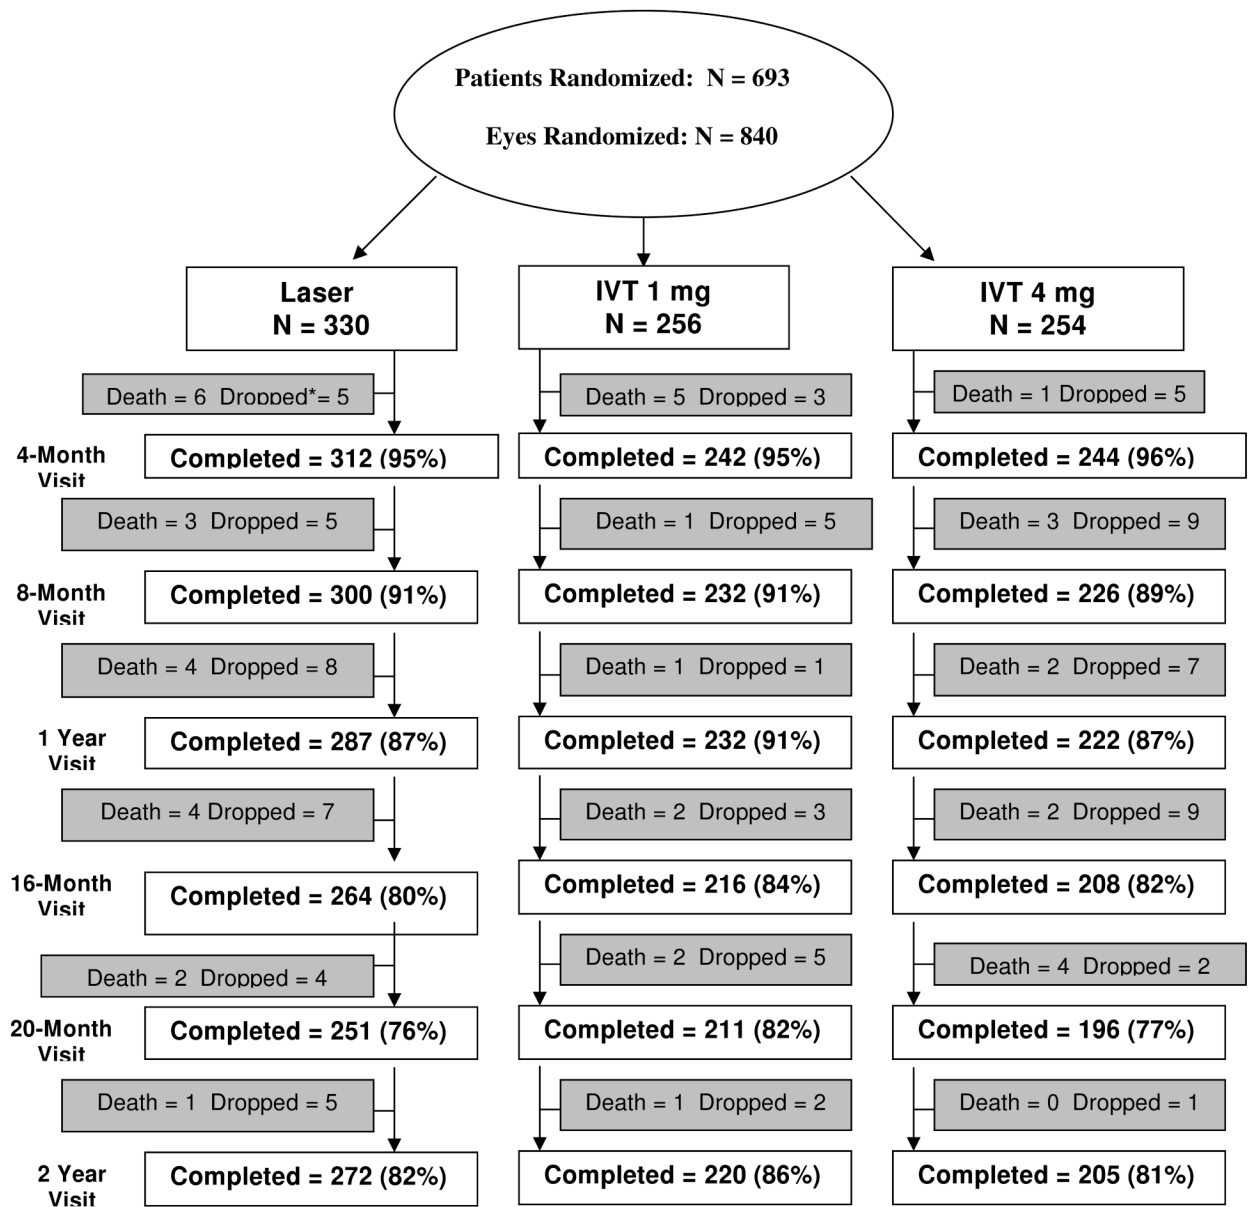 Patients Randomized: N = 693
Eyes Randomized: N = 840
Laser
N = 330
IVT 1 mg
N = 256
IVT 4 mg
N = 254
Death = 6 Dropped*= 5
Death = 5 Dropped = 3
Death = 1 Dropped = 5
4-Month
Visit
Completed = 312 (95%)
Completed = 242 (95%)
Completed = 244 (96%)
Death = 3 Dropped = 5
Death = 1 Dropped = 5
Death = 3 Dropped = 9
8-Month
Visit
Completed = 300 (91%)
Completed = 232 (91%)
Completed = 226 (89%)
Death = 4 Dropped = 8
Death = 1 Dropped = 1
Death = 2 Dropped = 7
1 Year
Visit
Completed = 287 (87%)
Completed = 232 (91%)
Completed = 222 (87%)
Death = 4 Dropped = 7
Death = 2 Dropped = 3
Death = 2 Dropped = 9
16-Month
Visit
Completed = 264 (80%)
Completed = 216 (84%)
Completed = 208 (82%)
Death = 2 Dropped = 4
Death = 2 Dropped = 5
Death = 4 Dropped = 2
20-Month
Visit
Completed = 251 (76%)
Completed = 211 (82%)
Completed = 196 (77%)
Death = 1 Dropped = 5
Death = 1 Dropped = 2
Death = 0 Dropped = 1
2 Year
Visit
Completed = 272 (82%)
Completed = 220 (86%)
Completed = 205 (81%)